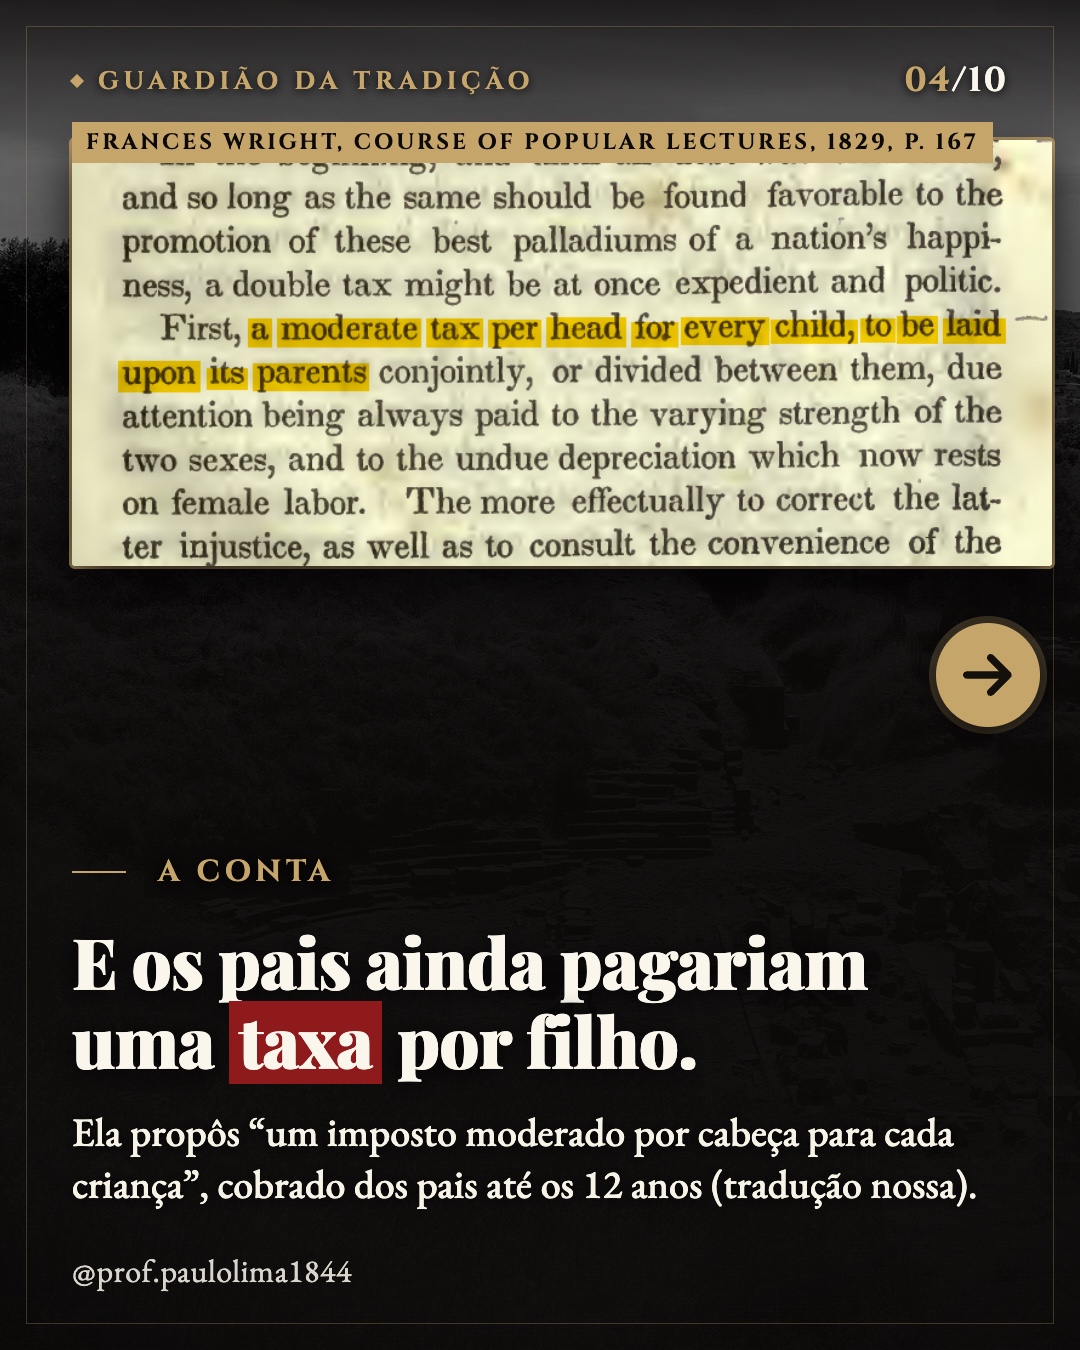 GUARDIÃO DA TRADIÇÃO
04/10
FRANCES WRIGHT, COURSE OF POPULAR LECTURES, 1829, P. 167
and so long as the same should be found favorable to the
promotion of these best palladiums of a nation's happi-
ness, a double tax might be at once expedient and politic.
First, a moderate tax per head for every child, to be laid
upon its parents conjointly, or divided between them, due
attention being always paid to the varying strength of the
two sexes, and to the undue depreciation which now rests
on female labor. The more effectually to correct the lat-
ter injustice, as well as to consult the convenience of the
A CONTA
E os pais ainda pagariam
uma taxa por filho.
Ela propôs “um imposto moderado por cabeça para cada
criança”, cobrado dos pais até os 12 anos (tradução nossa).
@prof.paulolima1844